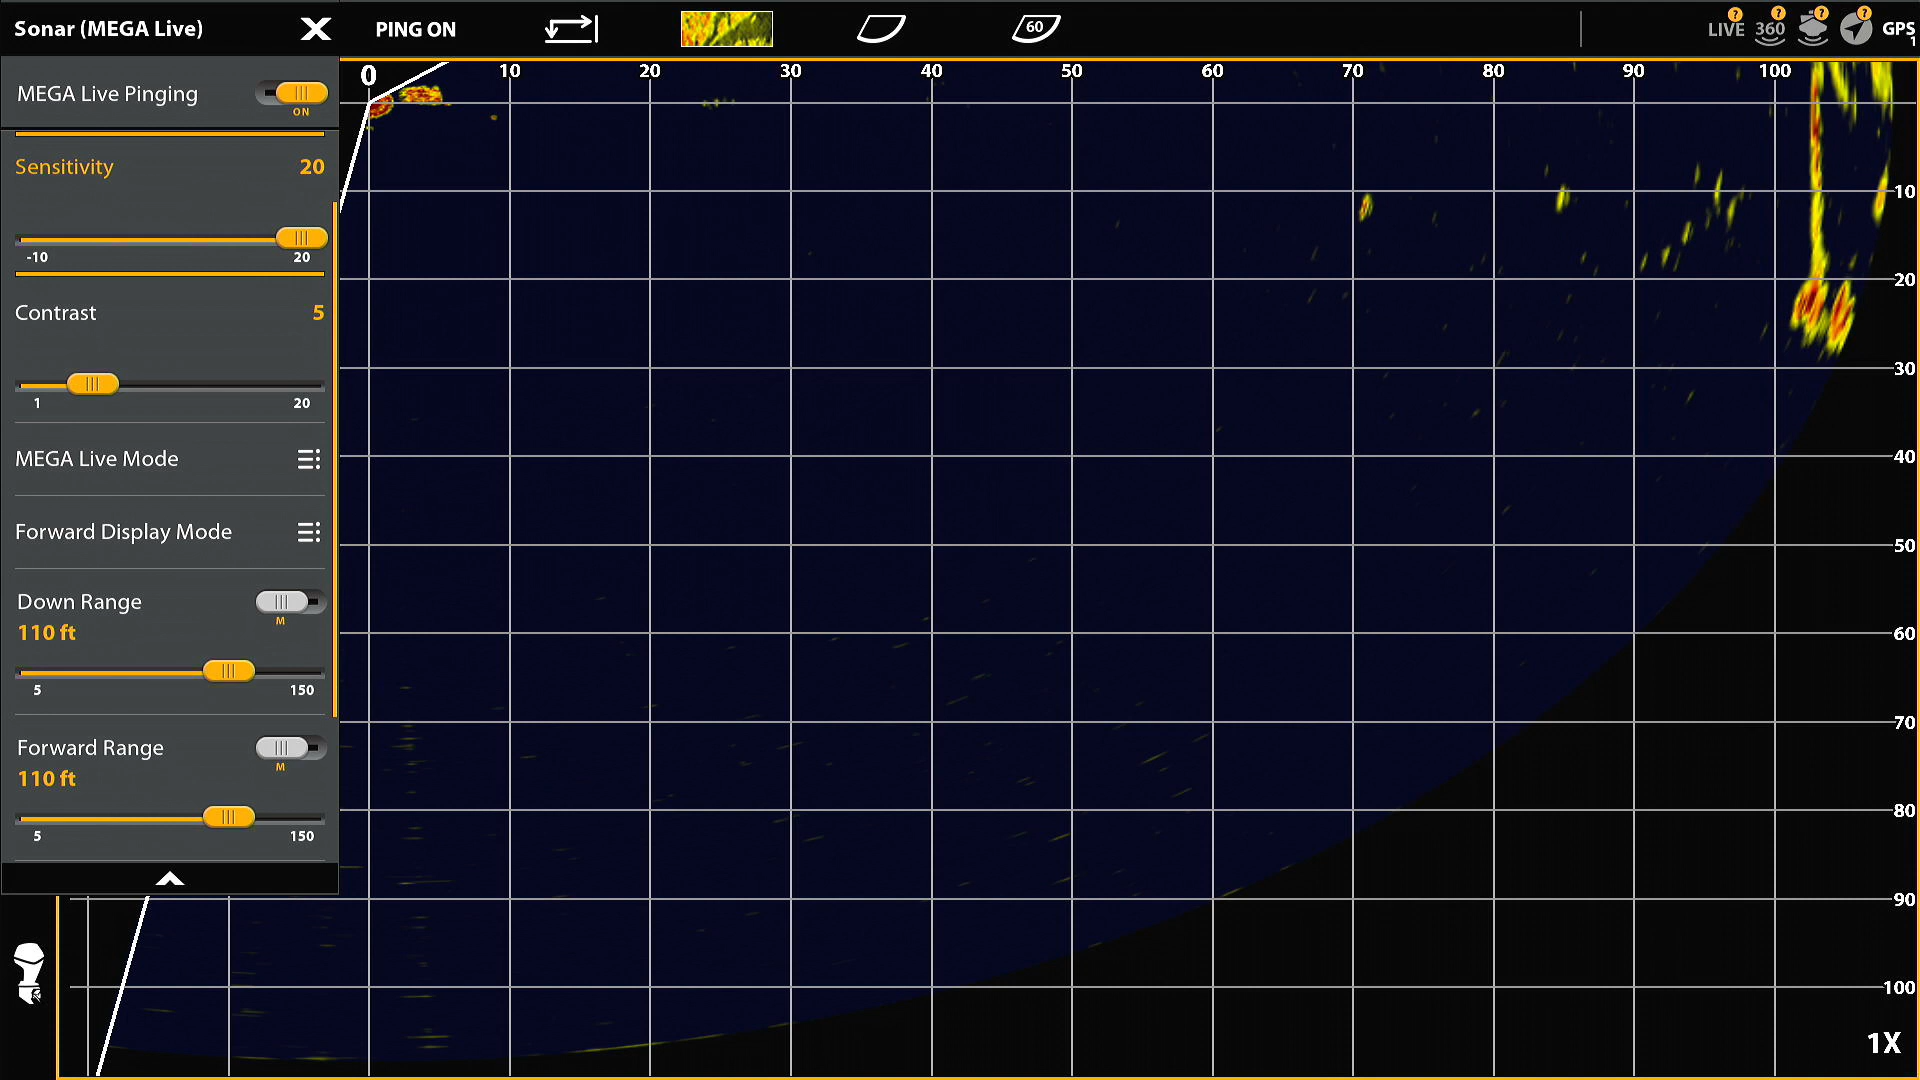 Sonar (MEGA Live)
PING ON
60
LIVE ? 360 ? ? ? GPS 1
MEGA Live Pinging
ON
Sensitivity 20
-10 20
Contrast 5
1 20
MEGA Live Mode
Forward Display Mode
Down Range
M
110 ft
5 150
Forward Range
M
110 ft
5 150
0 10 20 30 40 50 60 70 80 90 100
10
20
30
40
50
60
70
80
90
100
1X